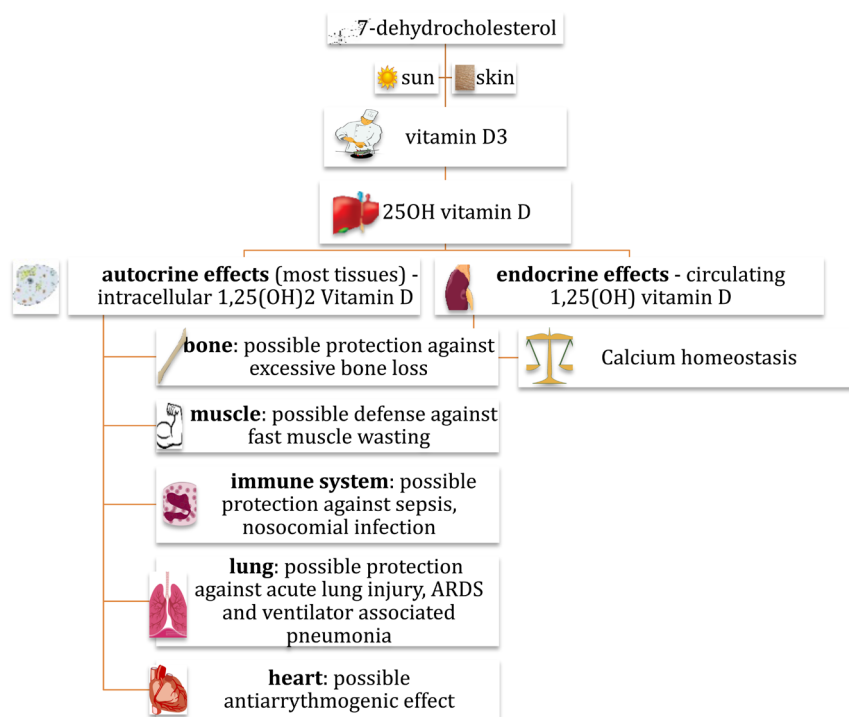 7-dehydrocholesterol
sun
skin
vitamin D3
25OH vitamin D
autocrine effects (most tissues) -
intracellular 1,25(OH)2 Vitamin D
endocrine effects - circulating
1,25(OH) vitamin D
bone: possible protection against
excessive bone loss
Calcium homeostasis
muscle: possible defense against
fast muscle wasting
immune system: possible
protection against sepsis,
nosocomial infection
lung: possible protection
against acute lung injury, ARDS
and ventilator associated
pneumonia
heart: possible
antiarrythmogenic effect